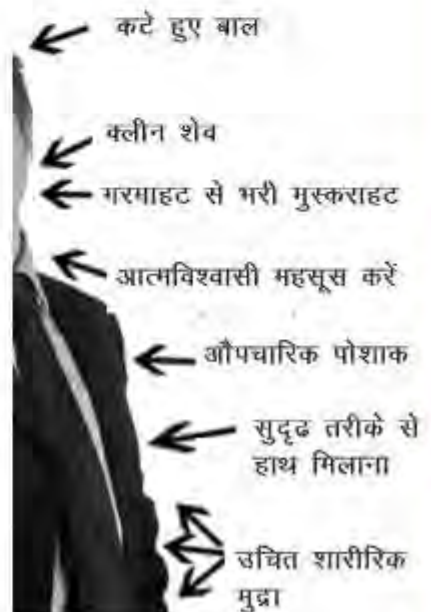 कटे हुए बाल
क्लीन शेव
गरमाहट से भरी मुस्कराहट
आत्मविश्वासी महसूस करें
औपचारिक पोशाक
सुदृढ तरीके से
हाथ मिलाना
उचित शारीरिक
मुद्रा